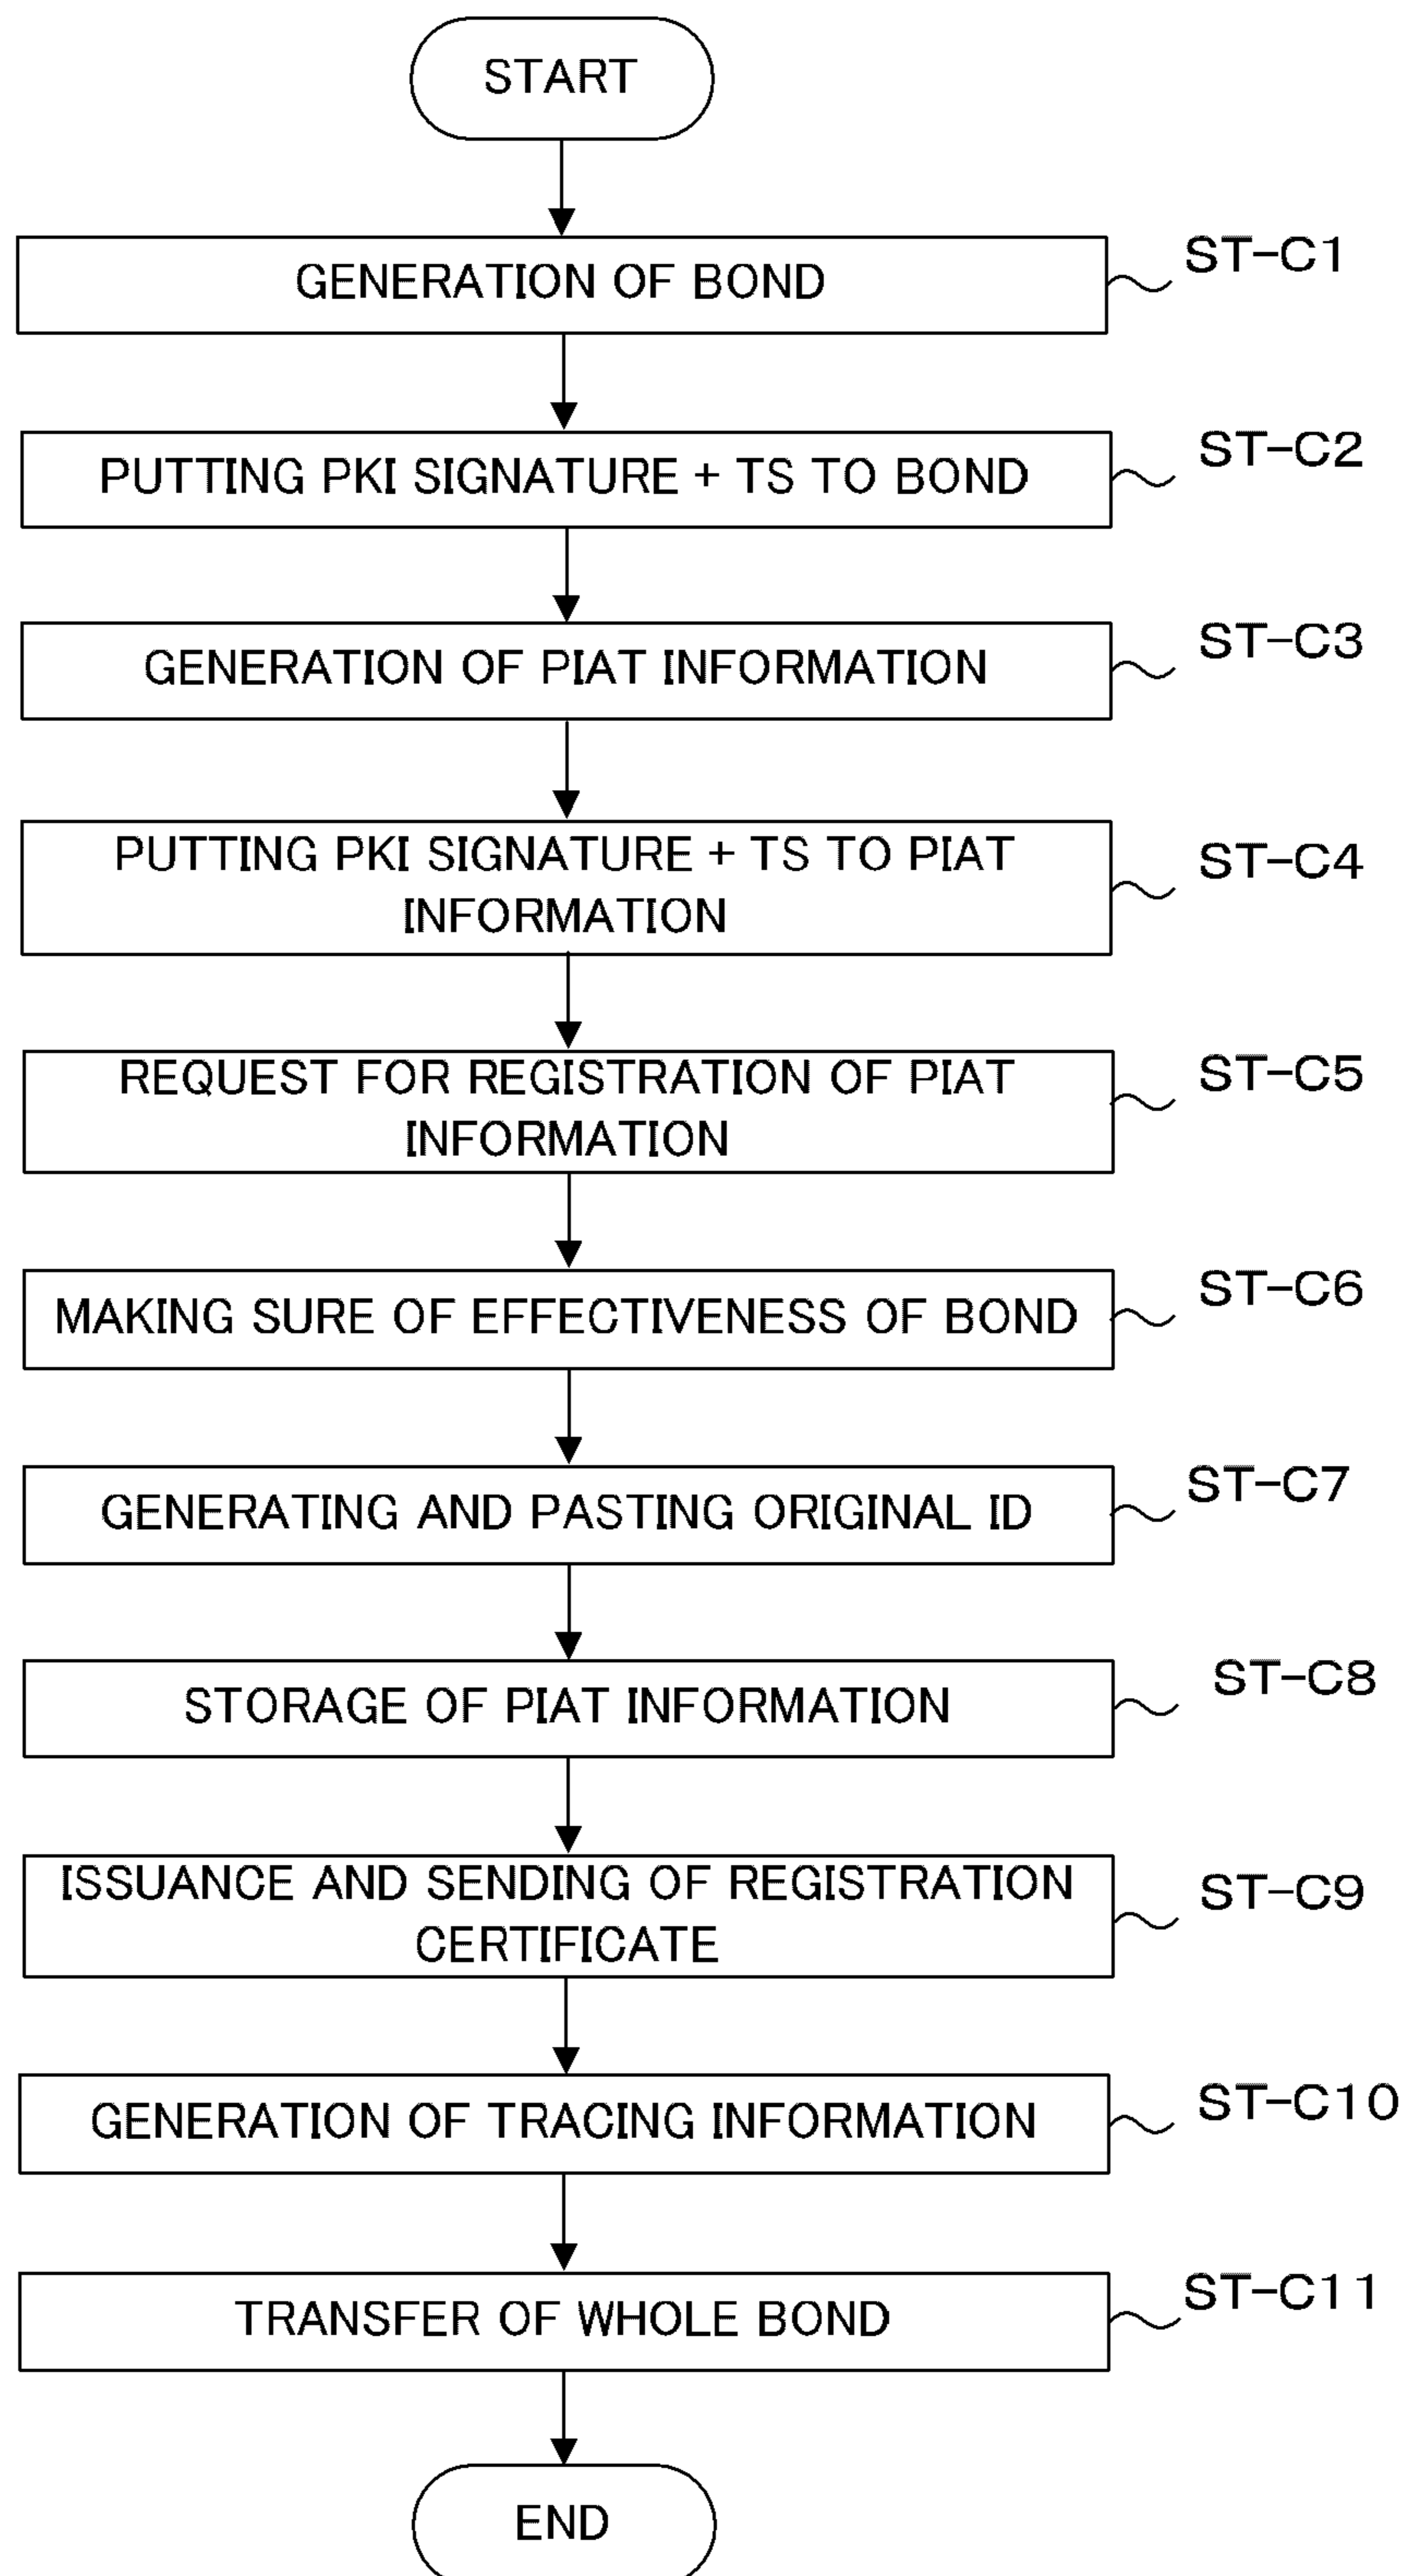 START
GENERATION OF BOND
ST-C1
PUTTING PKI SIGNATURE + TS TO BOND
ST-C2
GENERATION OF PIAT INFORMATION
ST-C3
PUTTING PKI SIGNATURE + TS TO PIAT
INFORMATION
ST-C4
REQUEST FOR REGISTRATION OF PIAT
INFORMATION
ST-C5
MAKING SURE OF EFFECTIVENESS OF BOND
ST-C6
GENERATING AND PASTING ORIGINAL ID
ST-C7
STORAGE OF PIAT INFORMATION
ST-C8
ISSUANCE AND SENDING OF REGISTRATION
CERTIFICATE
ST-C9
GENERATION OF TRACING INFORMATION
ST-C10
TRANSFER OF WHOLE BOND
ST-C11
END